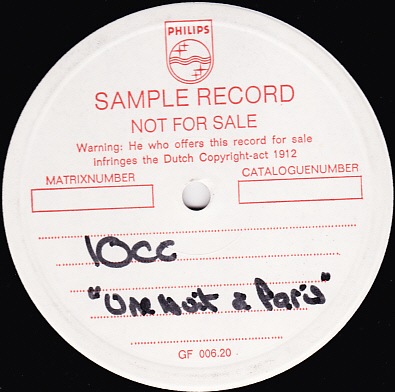 PHILIPS
SAMPLE RECORD
NOT FOR SALE
Warning: He who offers this record for sale
infringes the Dutch Copyright-act 1912
MATRIXNUMBER
CATALOGUENUMBER
10cc
"Une Nuit a Paris"
GF 006.20